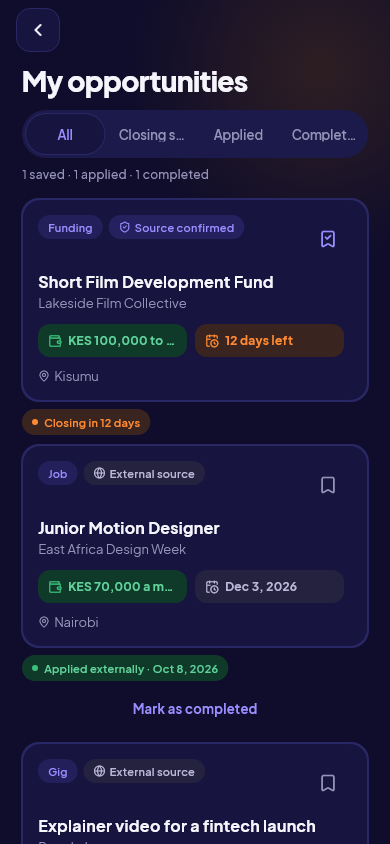 My opportunities
All
Closing s…
Applied
Complet…
1 saved · 1 applied · 1 completed
Funding
Source confirmed
Short Film Development Fund
Lakeside Film Collective
KES 100,000 to …
12 days left
Kisumu
Closing in 12 days
Job
External source
Junior Motion Designer
East Africa Design Week
KES 70,000 a m…
Dec 3, 2026
Nairobi
Applied externally · Oct 8, 2026
Mark as completed
Gig
External source
Explainer video for a fintech launch